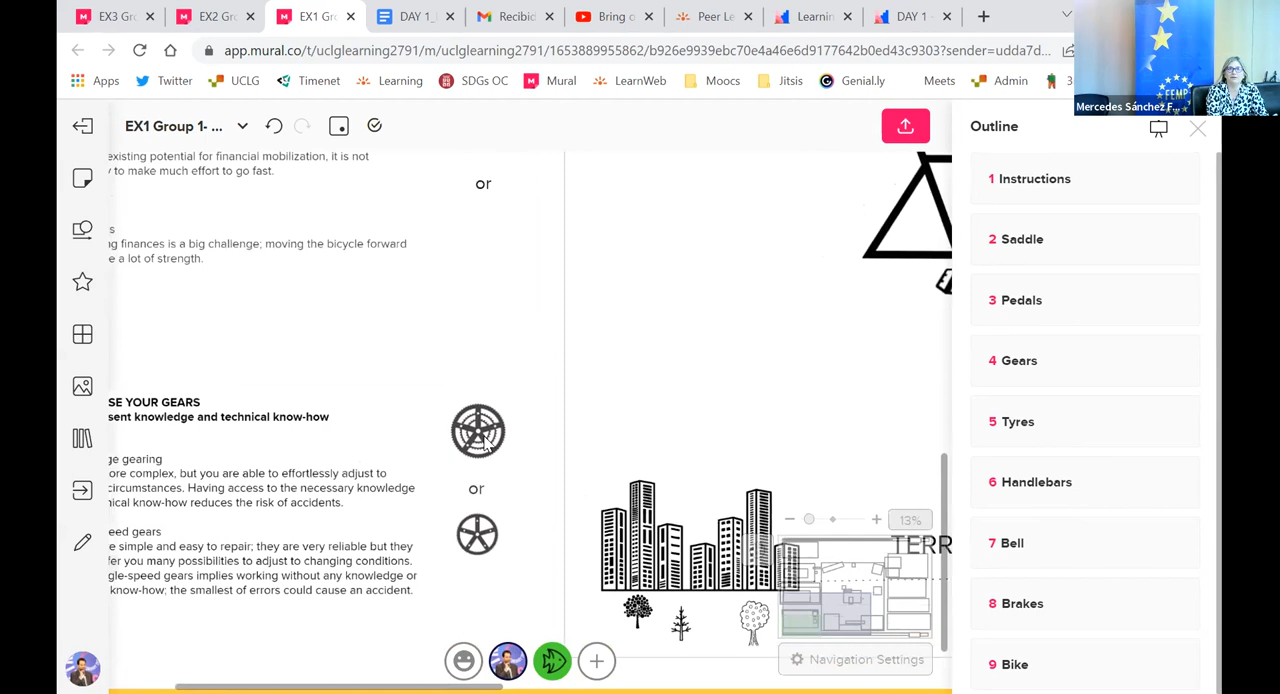 EX3 Gro
EX2 Gro
EX1 Gro
DAY 1_
Recibid
Bring o
Peer Le
Learnin
DAY 1 -
app.mural.co/t/uclglearning2791/m/uclglearning2791/1653889955862/b926e9939ebc70e4a46e6d9177642b0ed43c9303?sender=udda7d...
Apps
Twitter
UCLG
Timenet
Learning
SDGs OC
Mural
LearnWeb
Moocs
Jitsis
Genial.ly
Meets
Admin
3
FEMP
Mercedes Sánchez F...
EX1 Group 1- ...
existing potential for financial mobilization, it is not
y to make much effort to go fast.
or
s
ng finances is a big challenge; moving the bicycle forward
e a lot of strength.
SE YOUR GEARS
sent knowledge and technical know-how
ge gearing
ore complex, but you are able to effortlessly adjust to
circumstances. Having access to the necessary knowledge
nical know-how reduces the risk of accidents.
or
eed gears
e simple and easy to repair; they are very reliable but they
fer you many possibilities to adjust to changing conditions.
gle-speed gears implies working without any knowledge or
know-how; the smallest of errors could cause an accident.
TERR
13%
Navigation Settings
Outline
1 Instructions
2 Saddle
3 Pedals
4 Gears
5 Tyres
6 Handlebars
7 Bell
8 Brakes
9 Bike